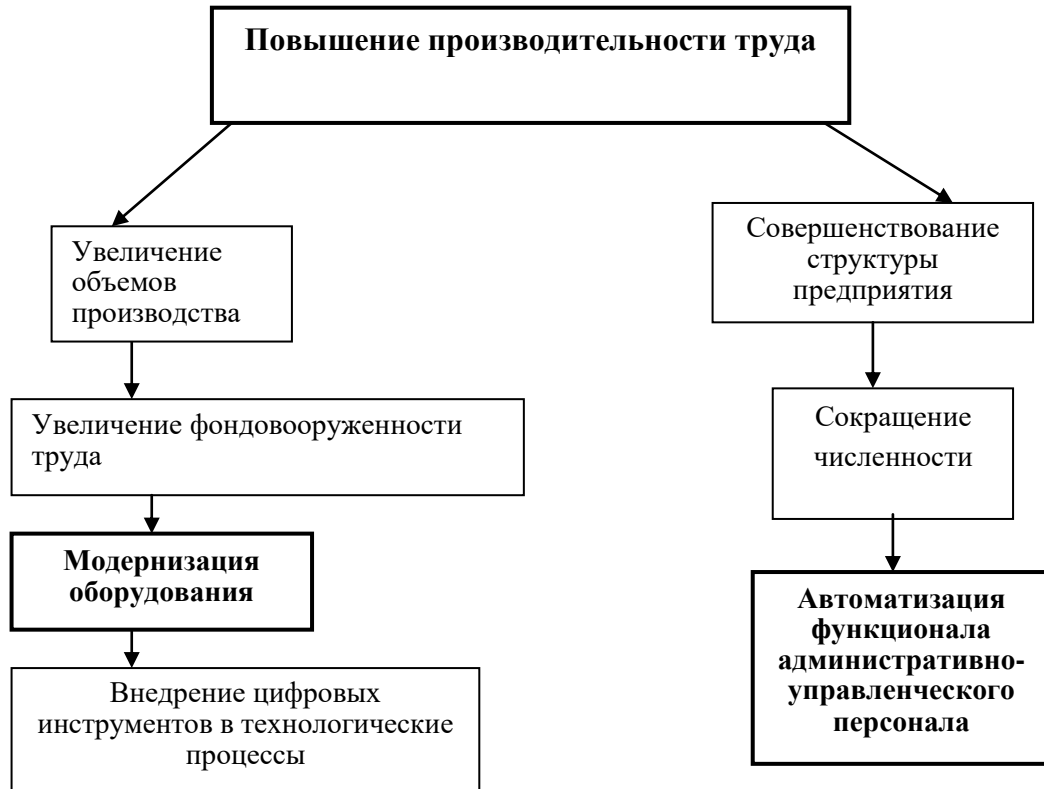 Повышение производительности труда
Увеличение
объемов
производства
Увеличение фондовооруженности
труда
Модернизация
оборудования
Внедрение цифровых
инструментов в технологические
процессы
Совершенствование
структуры
предприятия
Сокращение
численности
Автоматизация
функционала
административно-
управленческого
персонала